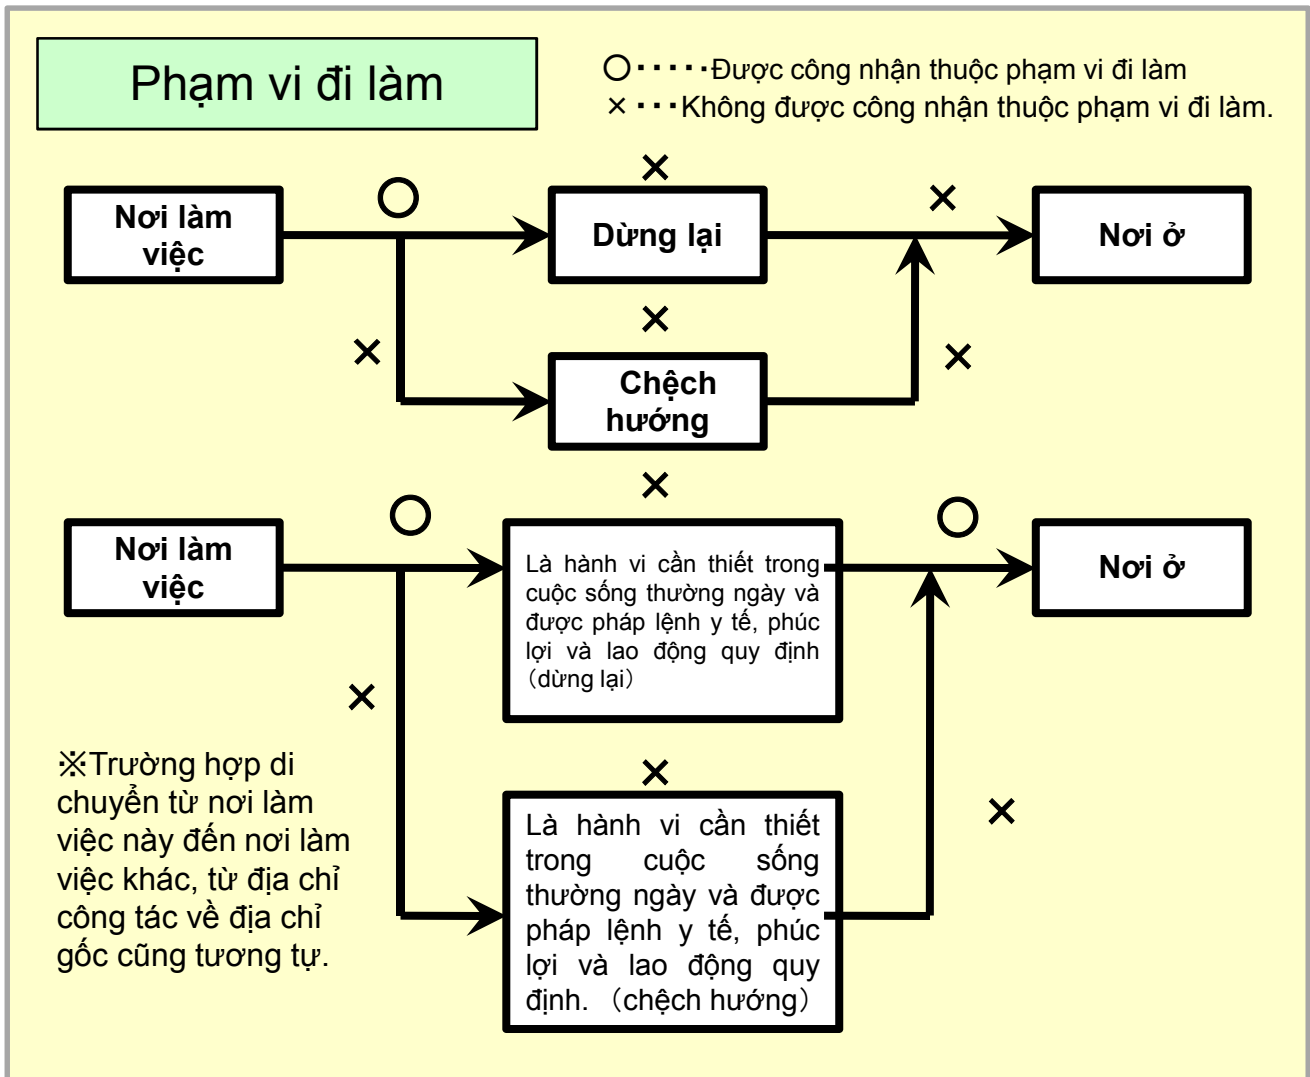 Phạm vi đi làm
○・・・・・Được công nhận thuộc phạm vi đi làm
×・・・Không được công nhận thuộc phạm vi đi làm.
Nơi làm
việc
○
×
Dừng lại
×
Nơi ở
×
×
Chệch
hướng
×
Nơi làm
việc
○
×
Là hành vi cần thiết trong
cuộc sống thường ngày và
được pháp lệnh y tế, phúc
lợi và lao động quy định
（dừng lại）
○
Nơi ở
×
※Trường hợp di
chuyển từ nơi làm
việc này đến nơi làm
việc khác, từ địa chỉ
công tác về địa chỉ
gốc cũng tương tự.
×
Là hành vi cần thiết
trong cuộc sống
thường ngày và được
pháp lệnh y tế, phúc
lợi và lao động quy
định. （chệch hướng）
×